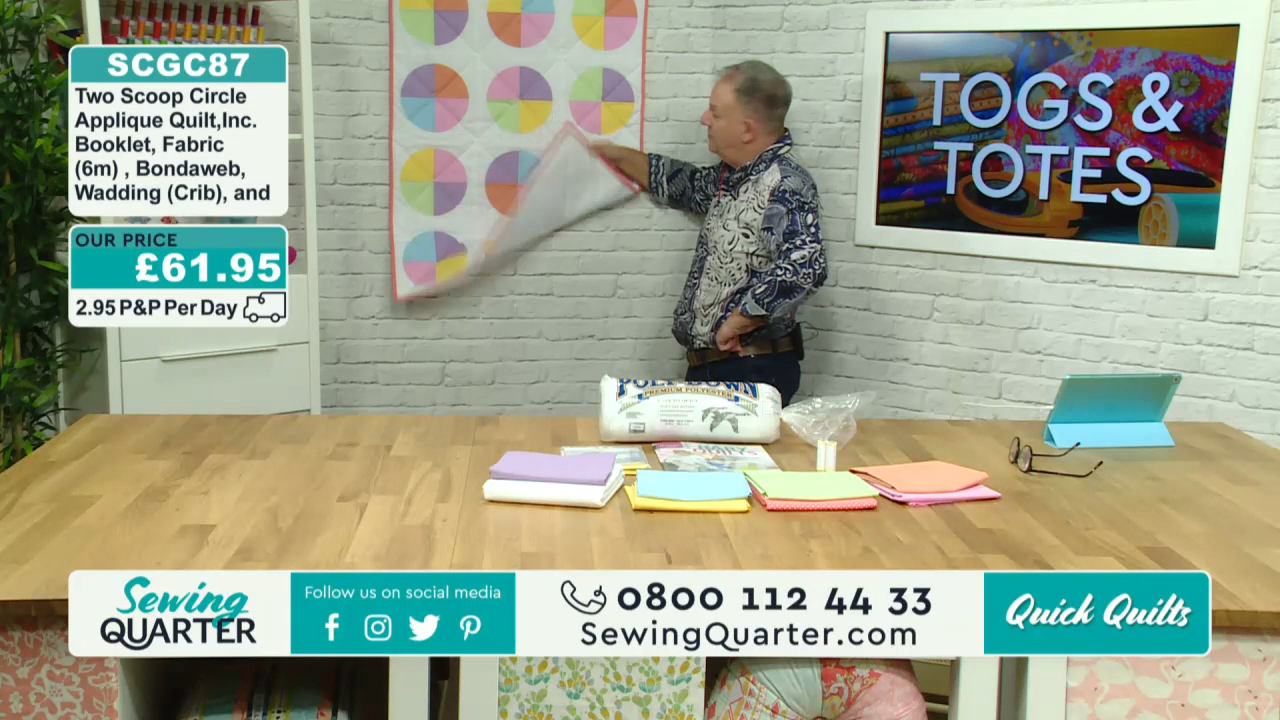 SCGC87
Two Scoop Circle
Applique Quilt,Inc.
Booklet, Fabric
(6m) , Bondaweb,
Wadding (Crib), and
OUR PRICE
£61.95
2.95 P&P Per Day
TOGS &
TOTES
POLY-DOWN
PREMIUM POLYESTER
Sewing
QUARTER
Follow us on social media
0800 112 44 33
SewingQuarter.com
Quick Quilts